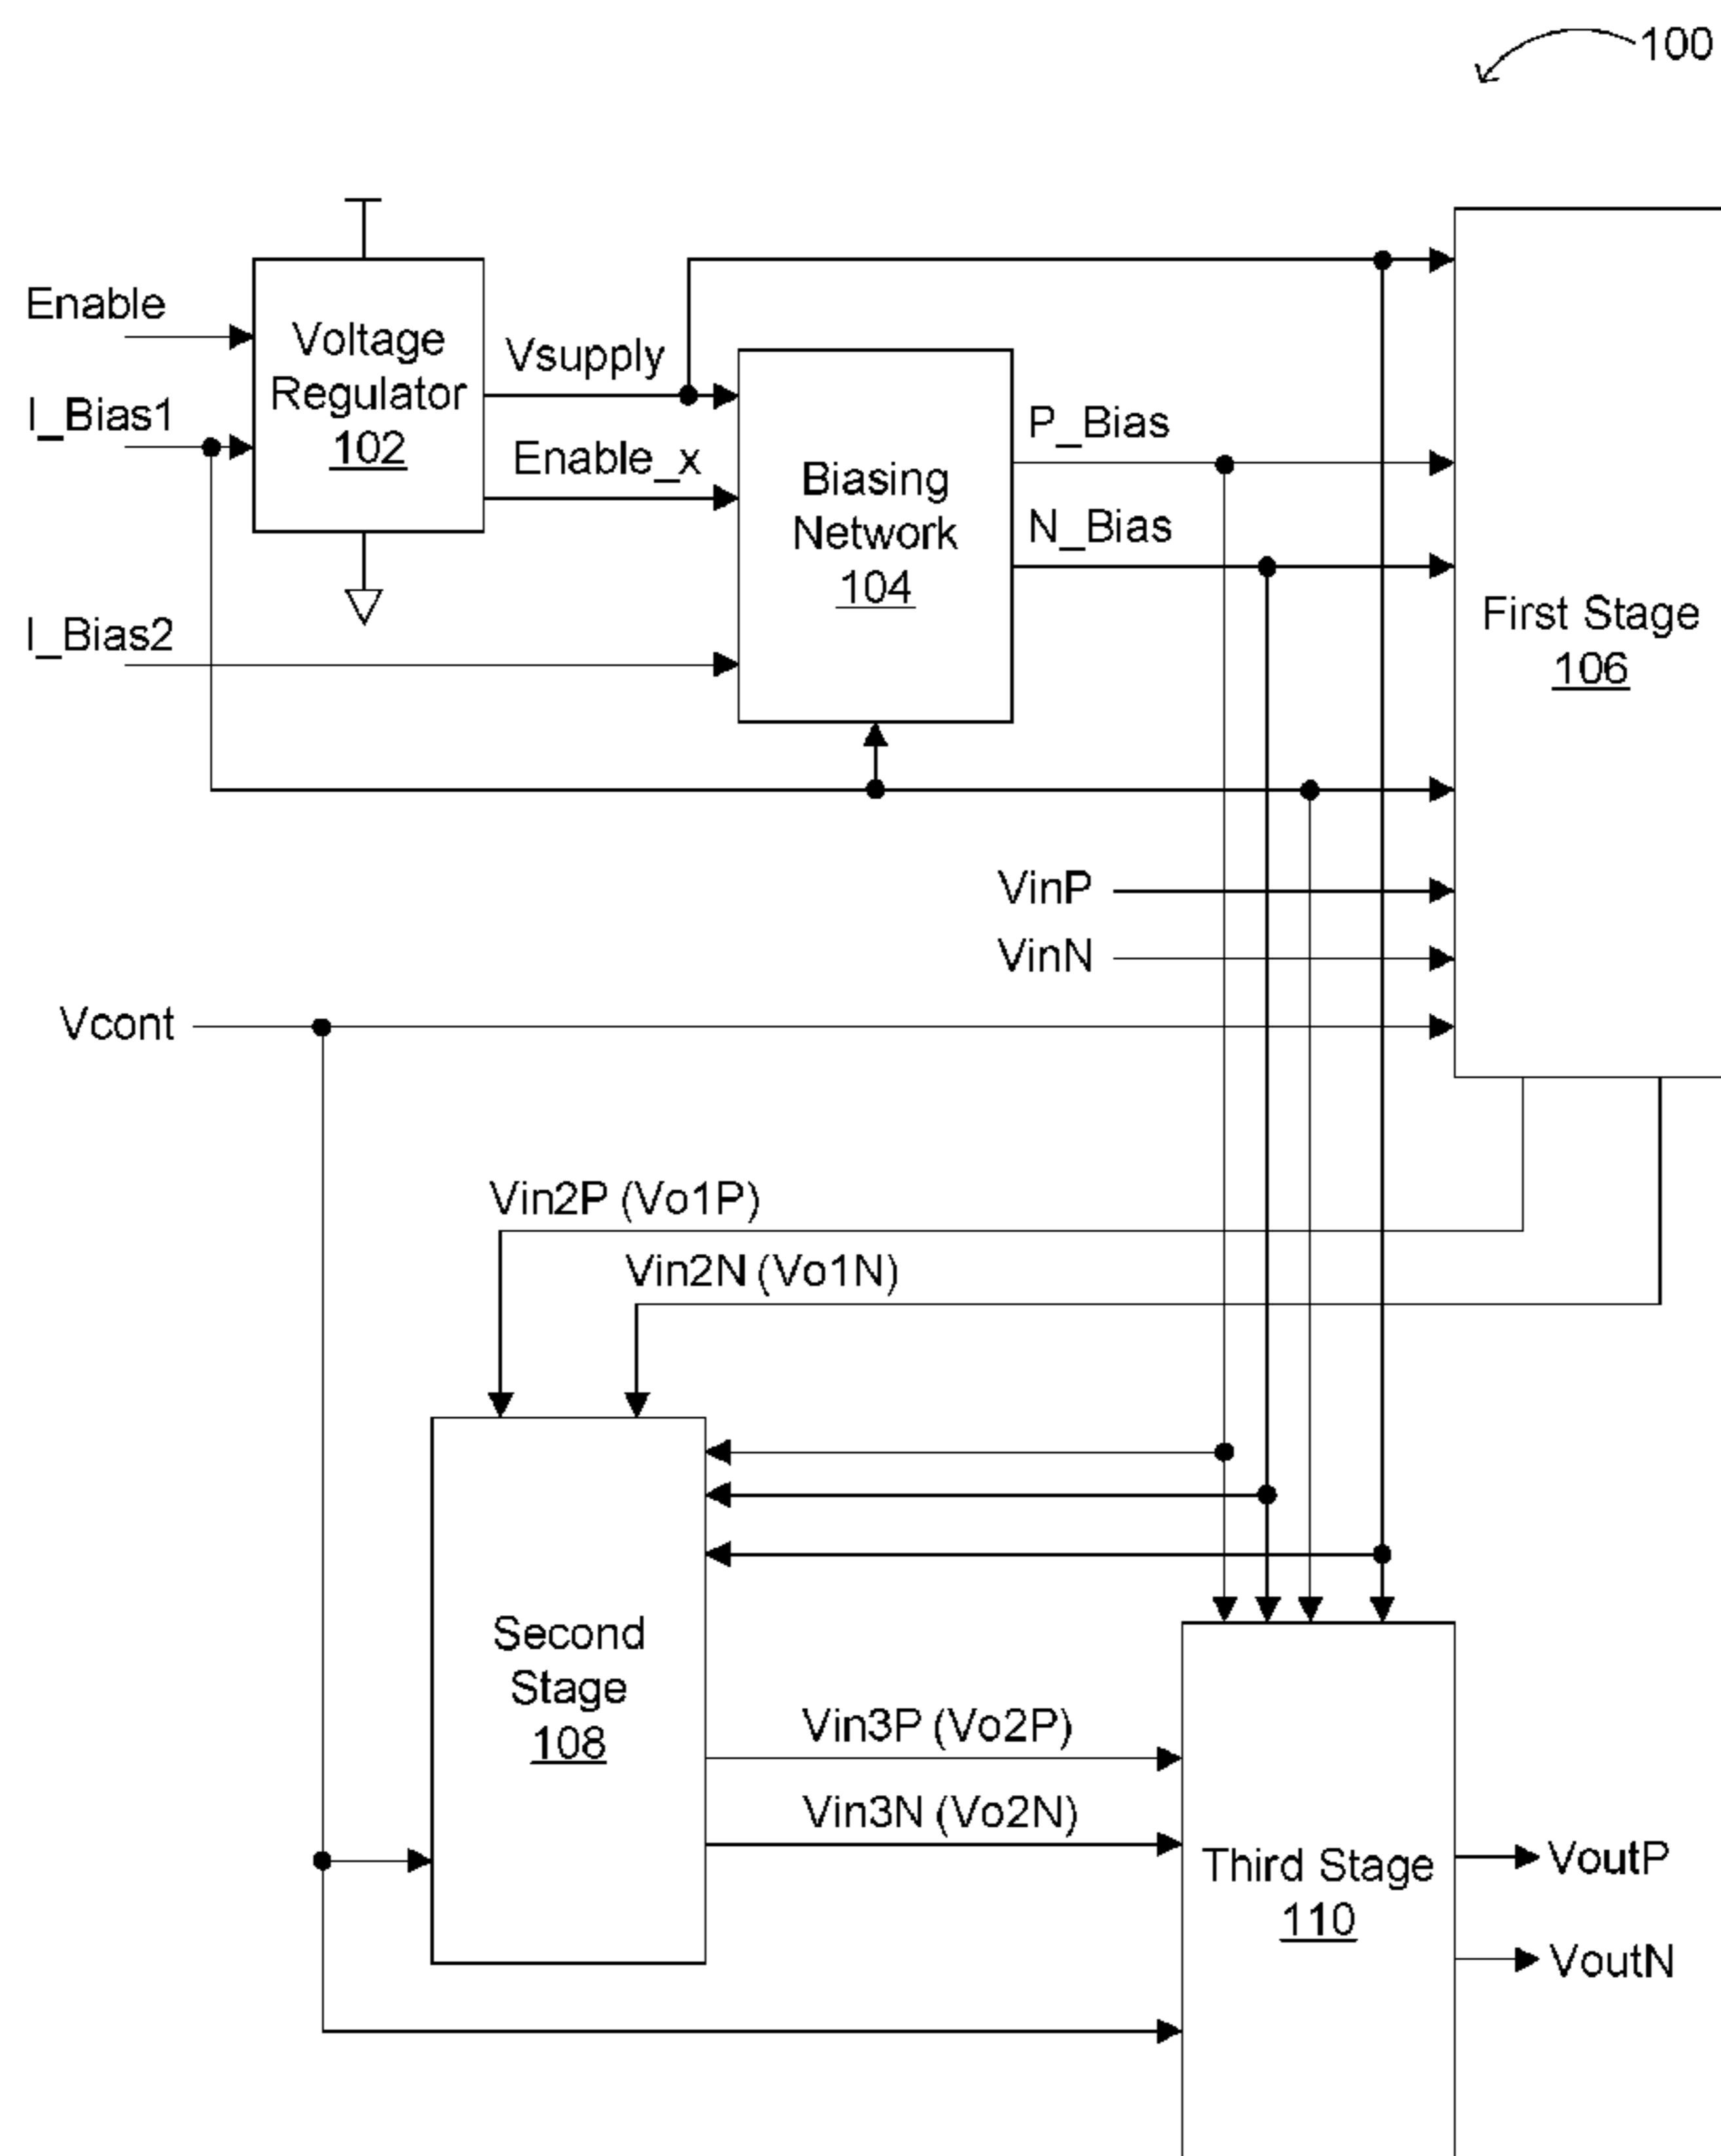 100
Enable
Voltage
Regulator
102
I_Bias1
Vsupply
Enable_x
I_Bias2
Biasing
Network
104
P_Bias
N_Bias
First Stage
106
VinP
VinN
Vcont
Vin2P (Vo1P)
Vin2N (Vo1N)
Second
Stage
108
Vin3P (Vo2P)
Vin3N (Vo2N)
Third Stage
110
VoutP
VoutN